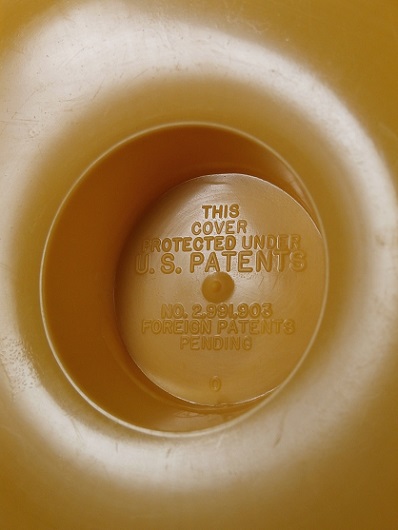 THIS
COVER
PROTECTED UNDER
U.S. PATENTS
NO. 2,991,903
FOREIGN PATENTS
PENDING